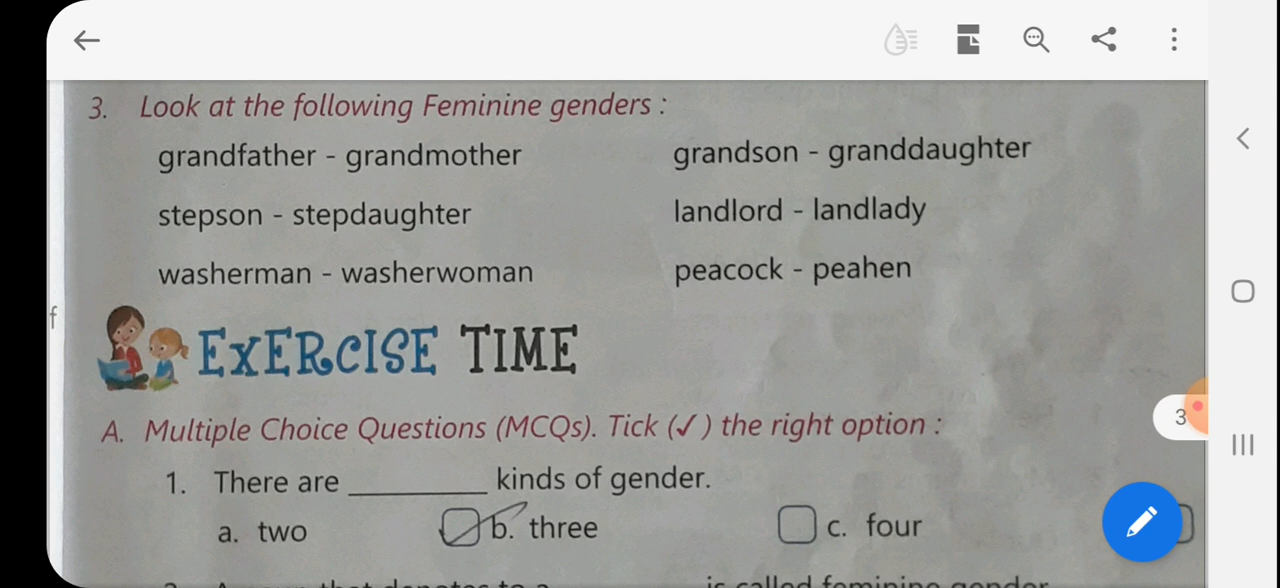 3. Look at the following Feminine genders :
grandfather - grandmother grandson - granddaughter
stepson - stepdaughter landlord - landlady
washerman - washerwoman peacock - peahen
f
EXERCISE TIME
A. Multiple Choice Questions (MCQs). Tick (✓) the right option :
3
1. There are ________ kinds of gender.
a. two b. three c. four
is called feminine gender